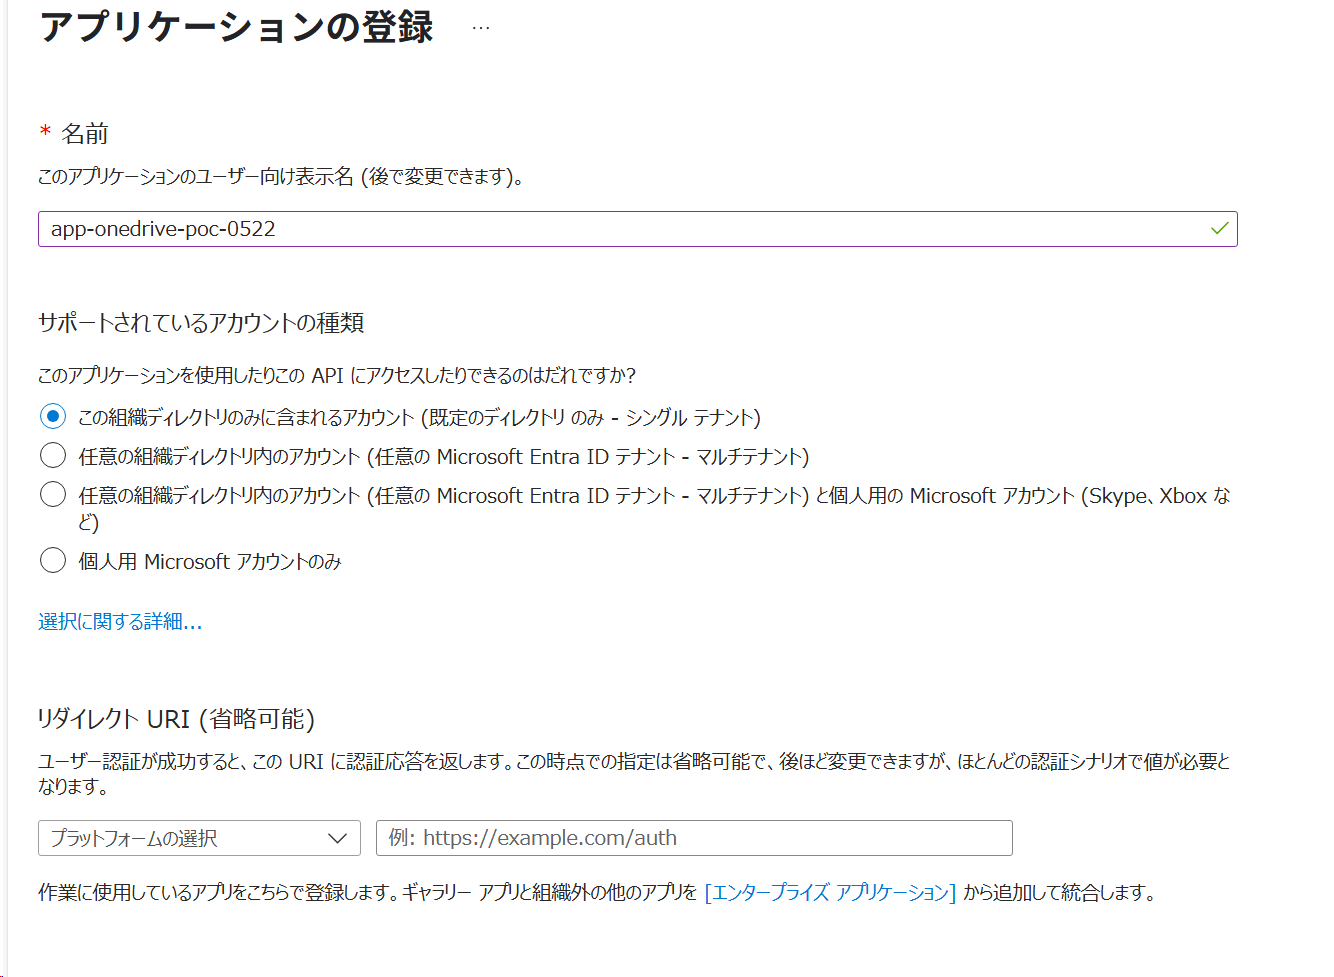 アプリケーションの登録 …
* 名前
このアプリケーションのユーザー向け表示名 (後で変更できます)。
app-onedrive-poc-0522
サポートされているアカウントの種類
このアプリケーションを使用したりこの API にアクセスしたりできるのはだれですか?
この組織ディレクトリのみに含まれるアカウント (既定のディレクトリ のみ - シングル テナント)
任意の組織ディレクトリ内のアカウント (任意の Microsoft Entra ID テナント - マルチテナント)
任意の組織ディレクトリ内のアカウント (任意の Microsoft Entra ID テナント - マルチテナント) と個人用の Microsoft アカウント (Skype、Xbox な
ど)
個人用 Microsoft アカウントのみ
選択に関する詳細...
リダイレクト URI (省略可能)
ユーザー認証が成功すると、この URI に認証応答を返します。この時点での指定は省略可能で、後ほど変更できますが、ほとんどの認証シナリオで値が必要と
なります。
プラットフォームの選択 例: https://example.com/auth
作業に使用しているアプリをこちらで登録します。ギャラリー アプリと組織外の他のアプリを [エンタープライズ アプリケーション] から追加して統合します。